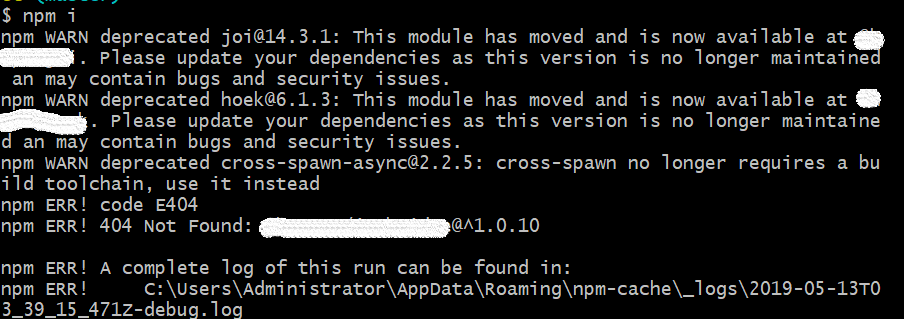 $ npm i
npm WARN deprecated joi@14.3.1: This module has moved and is now available at
. Please update your dependencies as this version is no longer maintained
an may contain bugs and security issues.
npm WARN deprecated hoek@6.1.3: This module has moved and is now available at
. Please update your dependencies as this version is no longer maintaine
d an may contain bugs and security issues.
npm WARN deprecated cross-spawn-async@2.2.5: cross-spawn no longer requires a bu
ild toolchain, use it instead
npm ERR! code E404
npm ERR! 404 Not Found: @^1.0.10
npm ERR! A complete log of this run can be found in:
npm ERR!     C:\Users\Administrator\AppData\Roaming\npm-cache\_logs\2019-05-13T0
3_39_15_471Z-debug.log